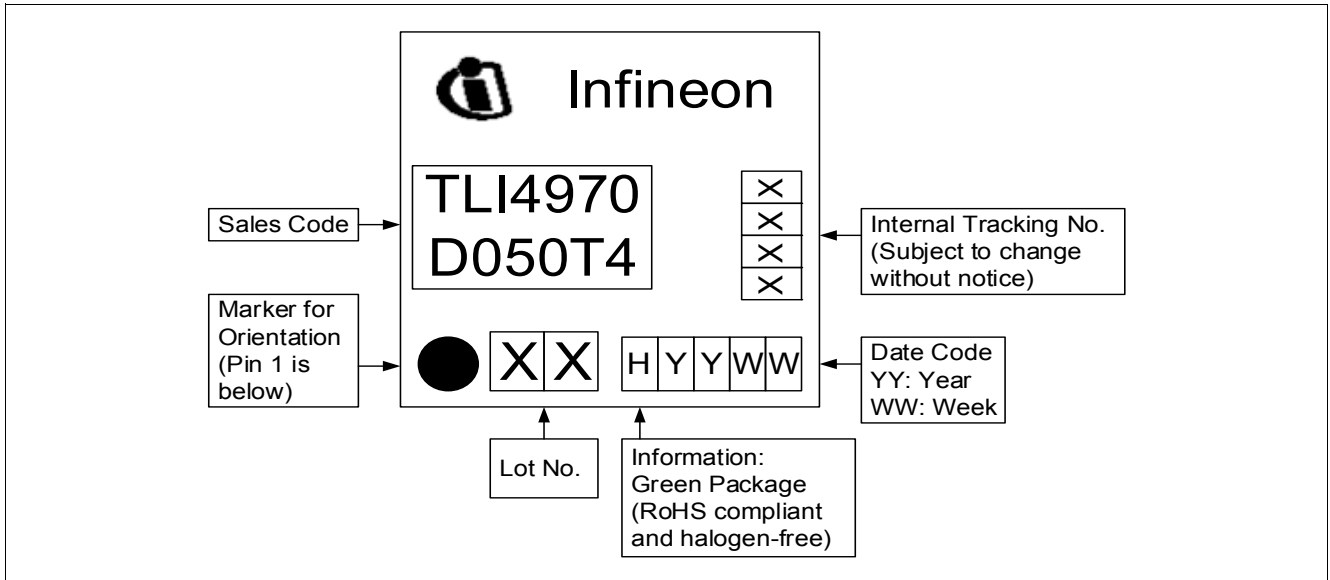 Infineon
TLI4970
D050T4
X
X
X
X
X X
H Y Y W W
Sales Code
Marker for
Orientation
(Pin 1 is
below)
Lot No.
Information:
Green Package
(RoHS compliant
and halogen-free)
Internal Tracking No.
(Subject to change
without notice)
Date Code
YY: Year
WW: Week